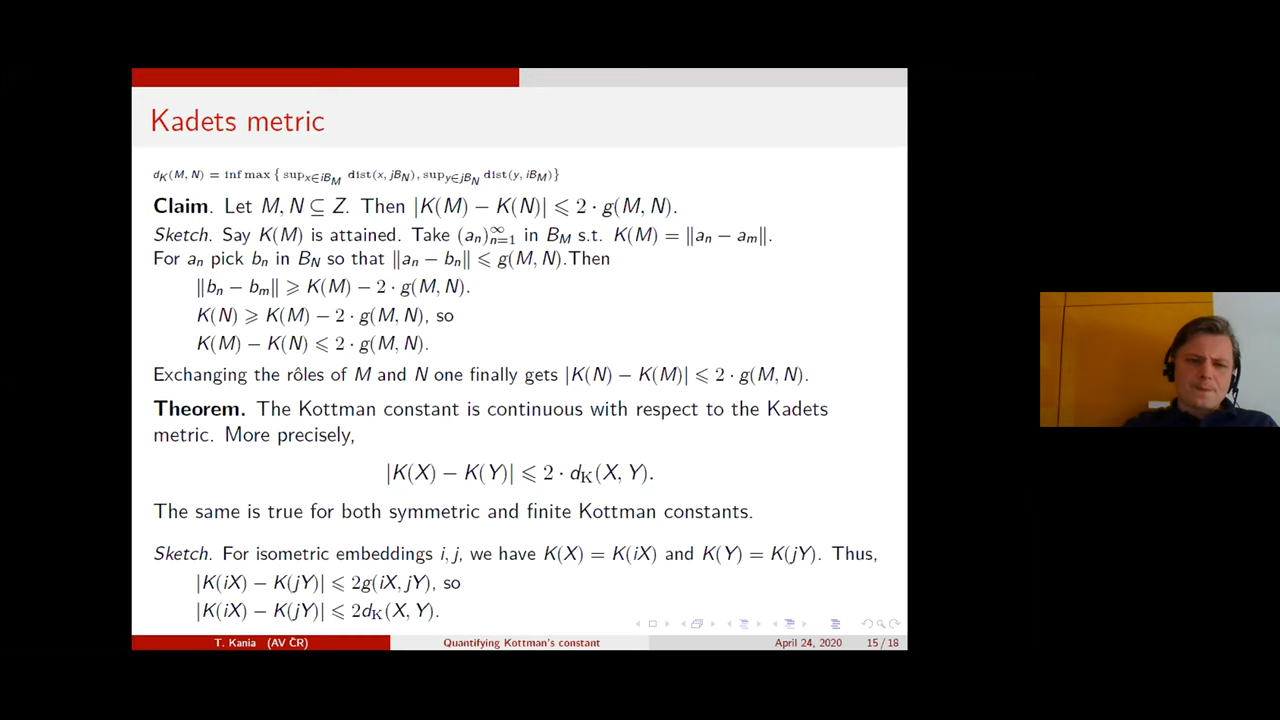 Kadets metric
d_K(M, N) = inf max { sup_{x∈iB_M} dist(x, jB_N), sup_{y∈jB_N} dist(y, iB_M)}
Claim. Let M, N ⊆ Z. Then |K(M) − K(N)| ⩽ 2 · g(M, N).
Sketch. Say K(M) is attained. Take (a_n)_{n=1}^∞ in B_M s.t. K(M) = ‖a_n − a_m‖.
For a_n pick b_n in B_N so that ‖a_n − b_n‖ ⩽ g(M, N).Then
‖b_n − b_m‖ ⩾ K(M) − 2 · g(M, N).
K(N) ⩾ K(M) − 2 · g(M, N), so
K(M) − K(N) ⩽ 2 · g(M, N).
Exchanging the rôles of M and N one finally gets |K(N) − K(M)| ⩽ 2 · g(M, N).
Theorem. The Kottman constant is continuous with respect to the Kadets
metric. More precisely,
|K(X) − K(Y)| ⩽ 2 · d_K(X, Y).
The same is true for both symmetric and finite Kottman constants.
Sketch. For isometric embeddings i, j, we have K(X) = K(iX) and K(Y) = K(jY). Thus,
|K(iX) − K(jY)| ⩽ 2g(iX, jY), so
|K(iX) − K(jY)| ⩽ 2d_K(X, Y).
T. Kania (AV ČR) Quantifying Kottman's constant April 24, 2020 15 / 18